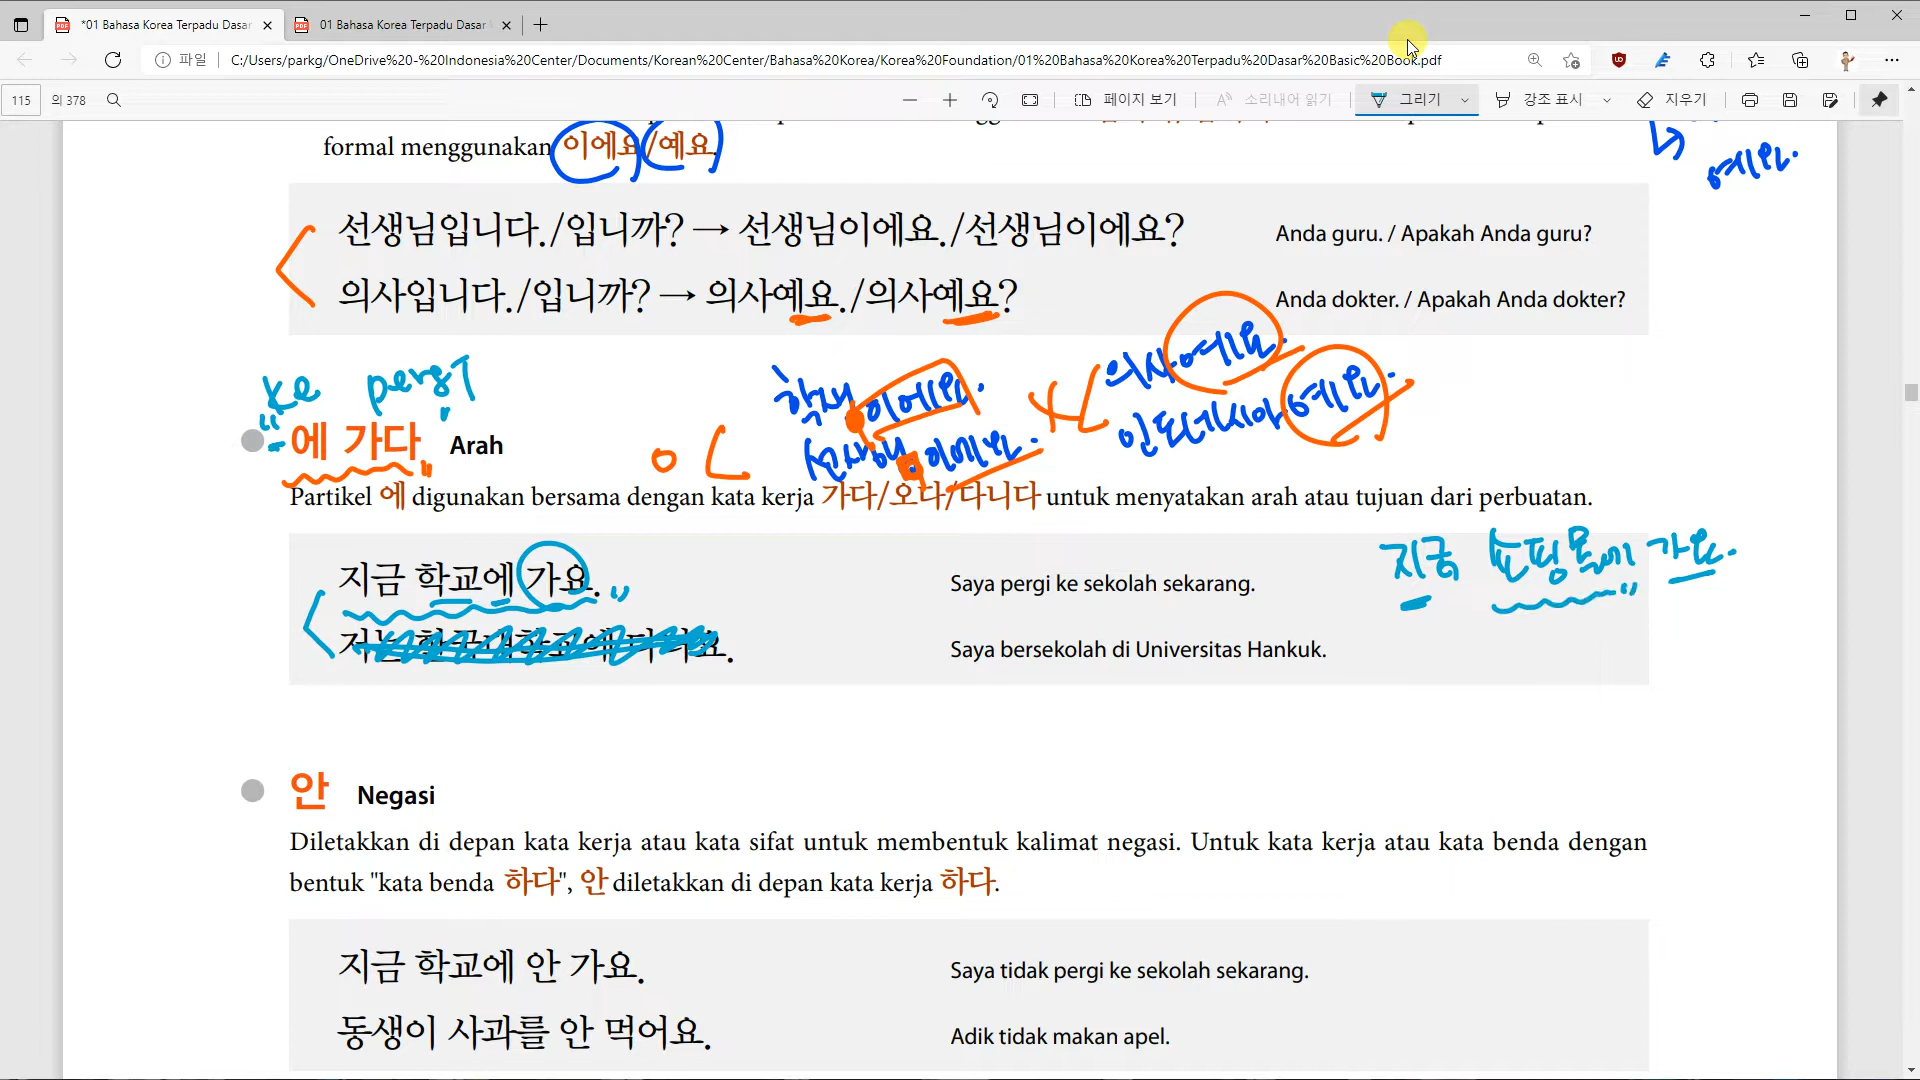 *01 Bahasa Korea Terpadu Dasar
01 Bahasa Korea Terpadu Dasar
파일
C:/Users/parkg/OneDrive%20-%20Indonesia%20Center/Documents/Korean%20Center/Bahasa%20Korea/Korea%20Foundation/01%20Bahasa%20Korea%20Terpadu%20Dasar%20Basic%20Book.pdf
115 의 378 페이지 보기 소리내어 읽기 그리기 강조 표시 지우기
formal menggunakan 이에요/예요.
예요.
선생님입니다./입니까? → 선생님이에요./선생님이에요? Anda guru. / Apakah Anda guru?
의사입니다./입니까? → 의사예요./의사예요? Anda dokter. / Apakah Anda dokter?
ke pergi
학생이에요. 의사예요.
선생님이에요. 인도네시아예요.
에 가다 Arah
Partikel 에 digunakan bersama dengan kata kerja 가다/오다/다니다 untuk menyatakan arah atau tujuan dari perbuatan.
지금 학교에 가요. Saya pergi ke sekolah sekarang.
지금 쇼핑몰에 가요.
저는 한국대학교에 다녀요. Saya bersekolah di Universitas Hankuk.
안 Negasi
Diletakkan di depan kata kerja atau kata sifat untuk membentuk kalimat negasi. Untuk kata kerja atau kata benda dengan
bentuk "kata benda 하다", 안 diletakkan di depan kata kerja 하다.
지금 학교에 안 가요. Saya tidak pergi ke sekolah sekarang.
동생이 사과를 안 먹어요. Adik tidak makan apel.